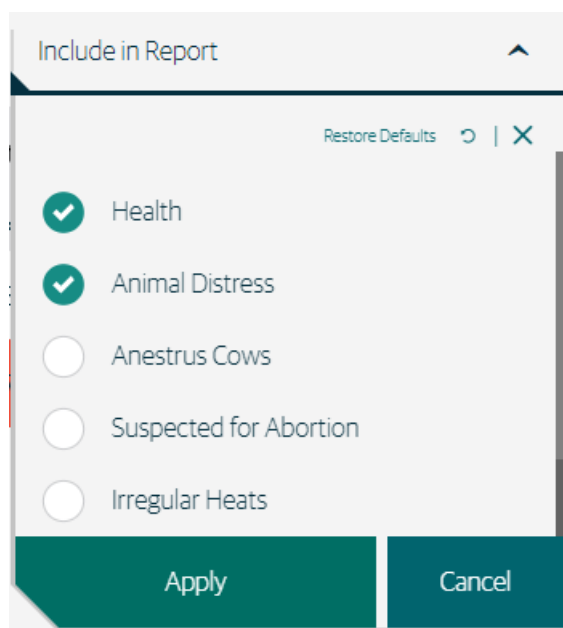 Include in Report
Restore Defaults |
Health
Animal Distress
Anestrus Cows
Suspected for Abortion
Irregular Heats
Apply Cancel